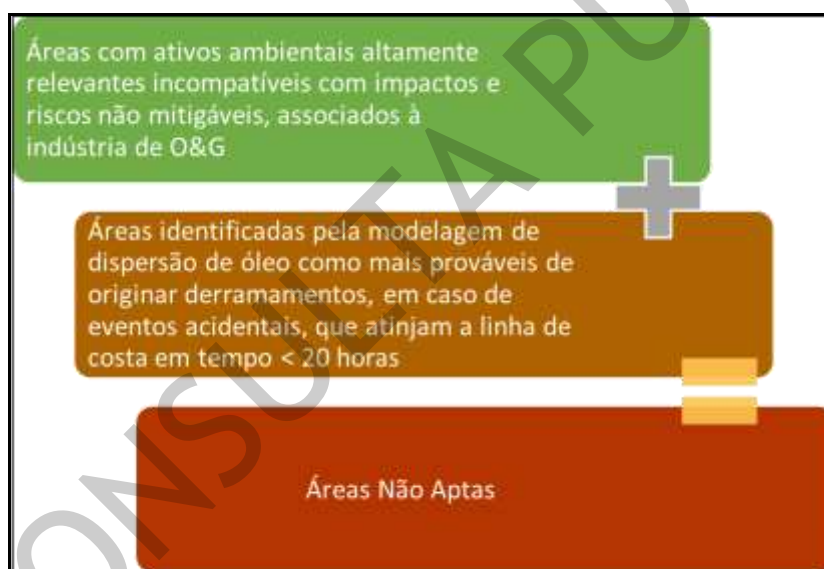 Áreas com ativos ambientais altamente
relevantes incompatíveis com impactos e
riscos não mitigáveis, associados à
indústria de O&G
Áreas identificadas pela modelagem de
dispersão de óleo como mais prováveis de
originar derramamentos, em caso de
eventos acidentais, que atinjam a linha de
costa em tempo < 20 horas
Áreas Não Aptas
ONSULTA PÚ